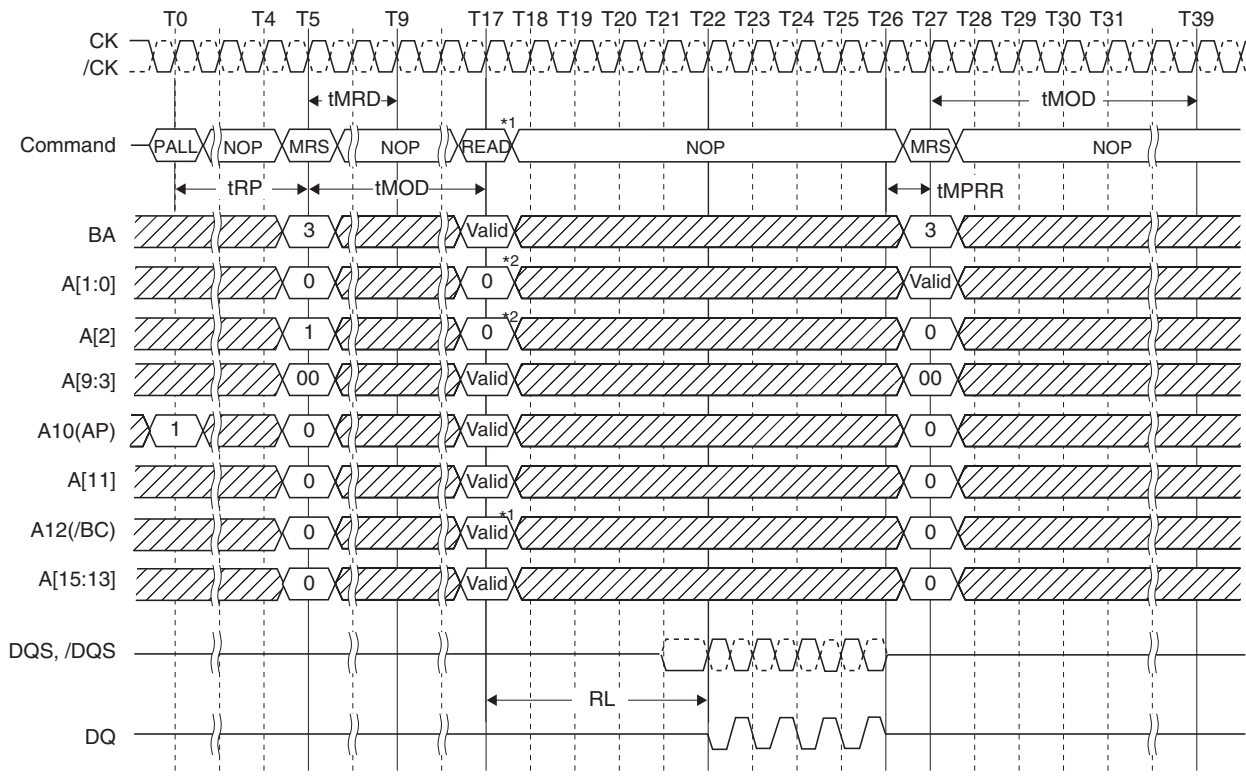 T0 T4 T5 T9 T17 T18 T19 T20 T21 T22 T23 T24 T25 T26 T27 T28 T29 T30 T31 T39
CK
/CK
tMRD tMOD
*1
Command PALL NOP MRS NOP READ NOP MRS NOP
tRP tMOD tMPRR
BA 3 Valid 3
*2
A[1:0] 0 0 Valid
*2
A[2] 1 0 0
A[9:3] 00 Valid 00
A10(AP) 1 0 Valid 0
A[11] 0 Valid 0
*1
A12(/BC) 0 Valid 0
A[15:13] 0 Valid 0
DQS, /DQS
RL
DQ